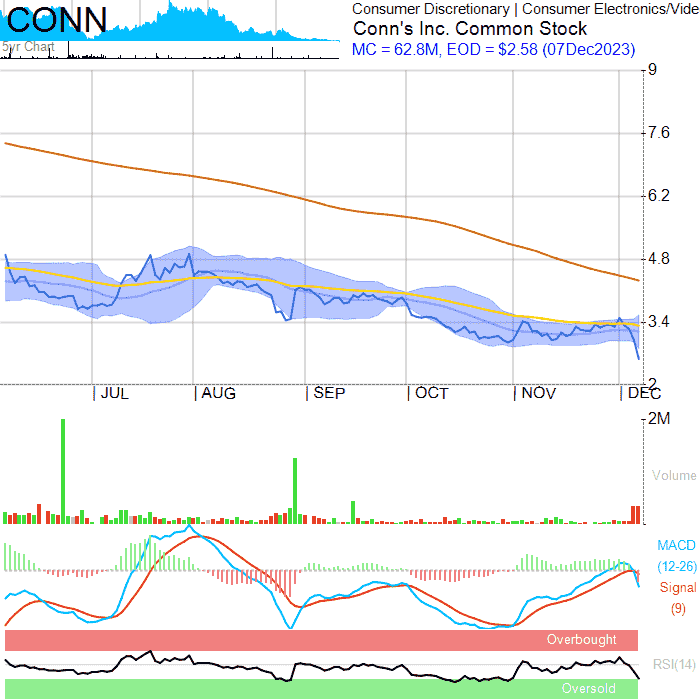 CONN
5yr Chart
Consumer Discretionary | Consumer Electronics/Vide
Conn's Inc. Common Stock
MC = 62.8M, EOD = $2.58 (07Dec2023)
9
7.6
6.2
4.8
3.4
2
JUL AUG SEP OCT NOV DEC
2M
Volume
MACD
(12-26)
Signal
(9)
Overbought
RSI(14)
Oversold